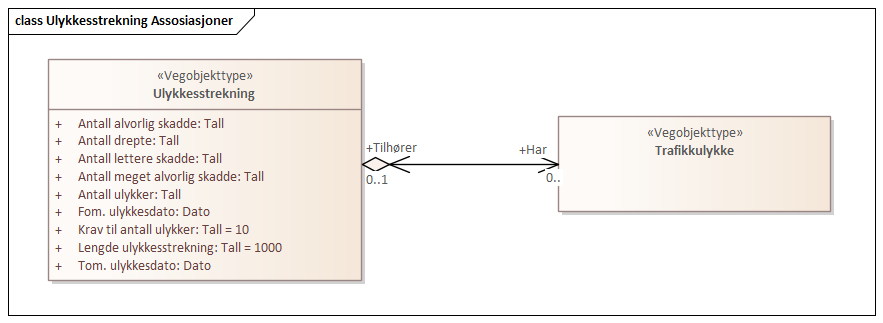 class Ulykkesstrekning Assosiasjoner
«Vegobjekttype»
Ulykkesstrekning
+ Antall alvorlig skadde: Tall
+ Antall drepte: Tall
+ Antall lettere skadde: Tall
+ Antall meget alvorlig skadde: Tall
+ Antall ulykker: Tall
+ Fom. ulykkesdato: Dato
+ Krav til antall ulykker: Tall = 10
+ Lengde ulykkesstrekning: Tall = 1000
+ Tom. ulykkesdato: Dato
+Tilhører
0..1
+Har
0..
«Vegobjekttype»
Trafikkulykke